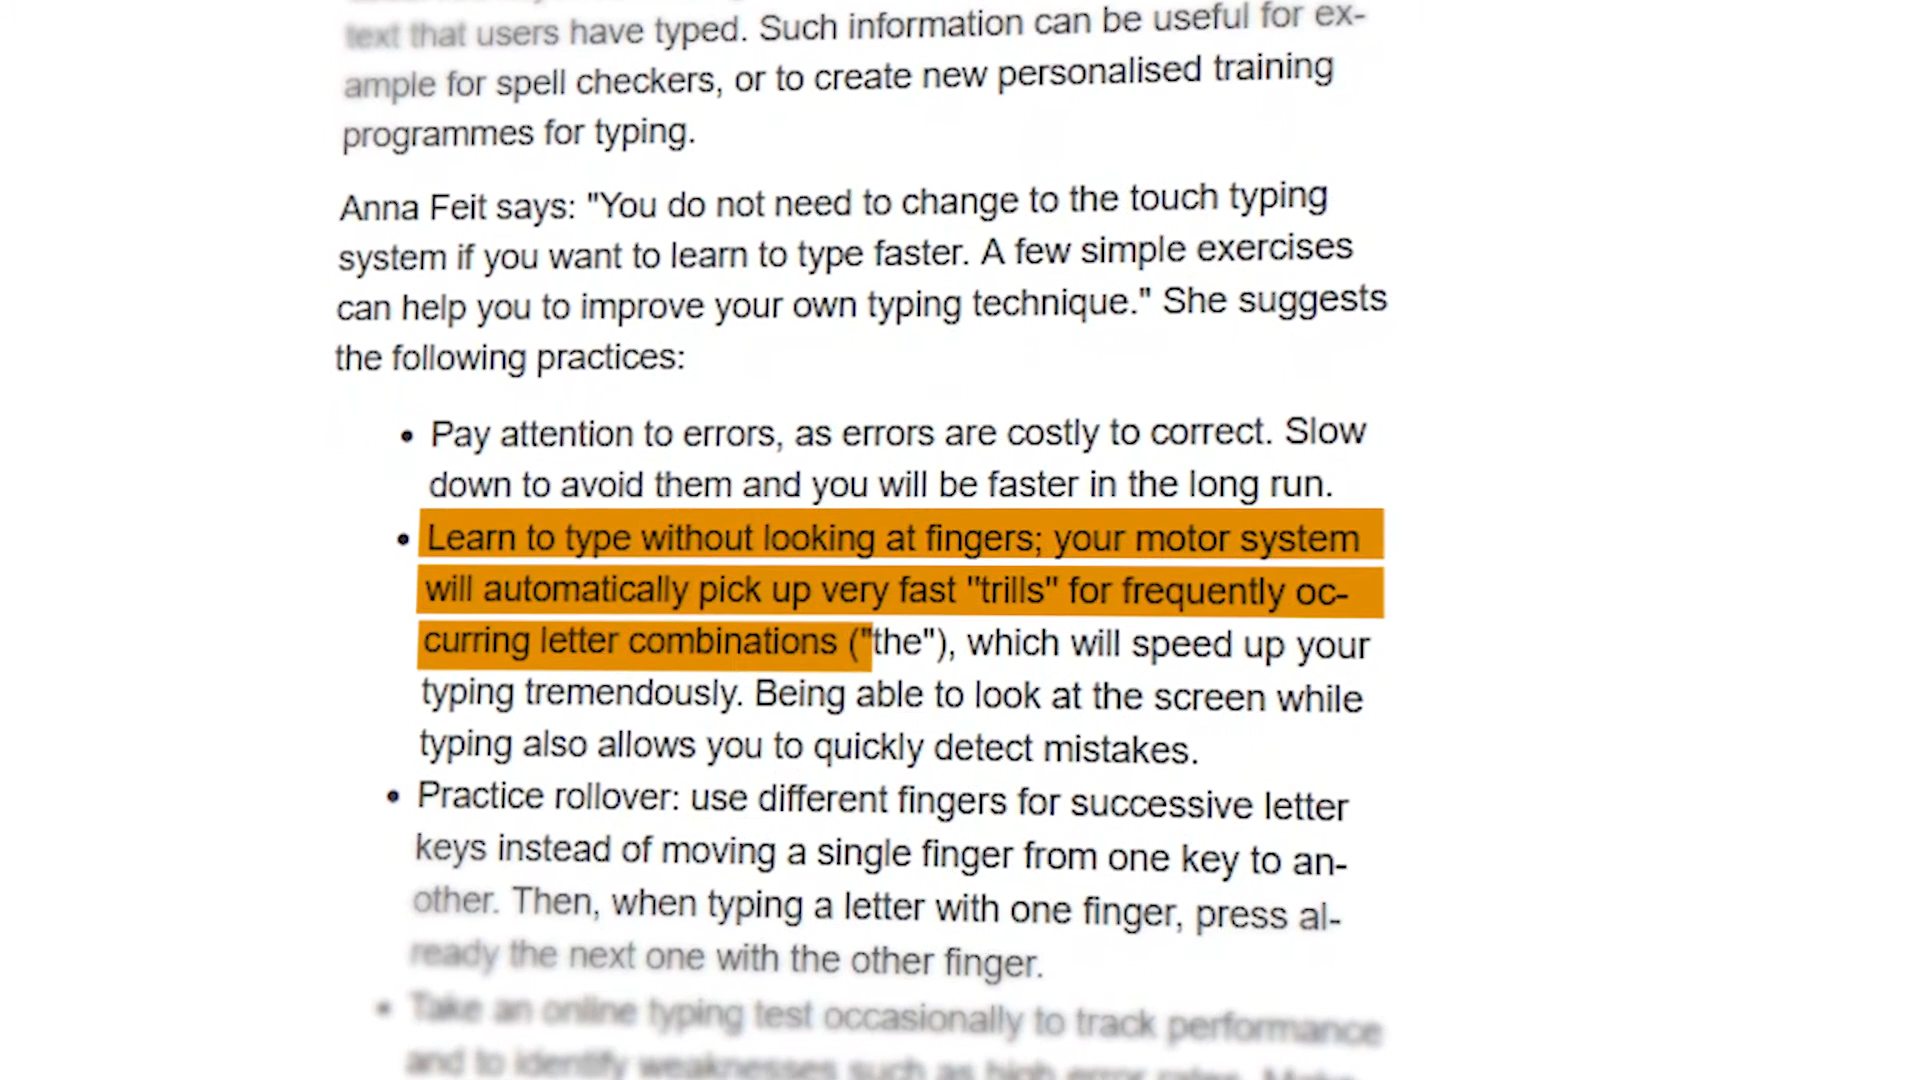 text that users have typed. Such information can be useful for ex-
ample for spell checkers, or to create new personalised training
programmes for typing.
Anna Feit says: "You do not need to change to the touch typing
system if you want to learn to type faster. A few simple exercises
can help you to improve your own typing technique." She suggests
the following practices:
• Pay attention to errors, as errors are costly to correct. Slow
down to avoid them and you will be faster in the long run.
• Learn to type without looking at fingers; your motor system
will automatically pick up very fast "trills" for frequently oc-
curring letter combinations ("the"), which will speed up your
typing tremendously. Being able to look at the screen while
typing also allows you to quickly detect mistakes.
• Practice rollover: use different fingers for successive letter
keys instead of moving a single finger from one key to an-
other. Then, when typing a letter with one finger, press al-
ready the next one with the other finger.
• Take an online typing test occasionally to track performance
and to identify weaknesses such as high error rates.